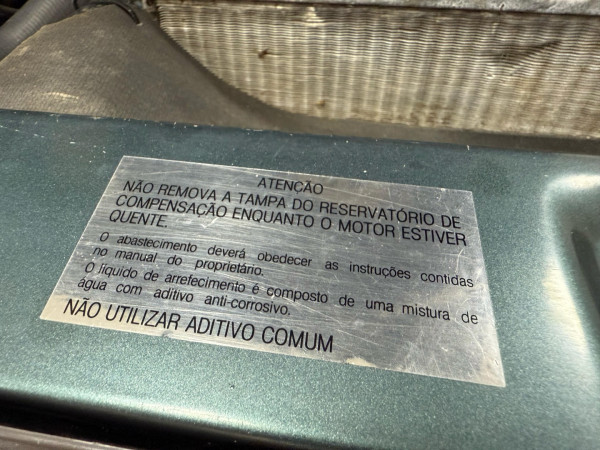 ATENÇÃO
NÃO REMOVA A TAMPA DO RESERVATÓRIO DE
COMPENSAÇÃO ENQUANTO O MOTOR ESTIVER
QUENTE.
O abastecimento deverá obedecer as instruções contidas
no manual do proprietário.
O líquido de arrefecimento é composto de uma mistura de
água com aditivo anti-corrosivo.
NÃO UTILIZAR ADITIVO COMUM